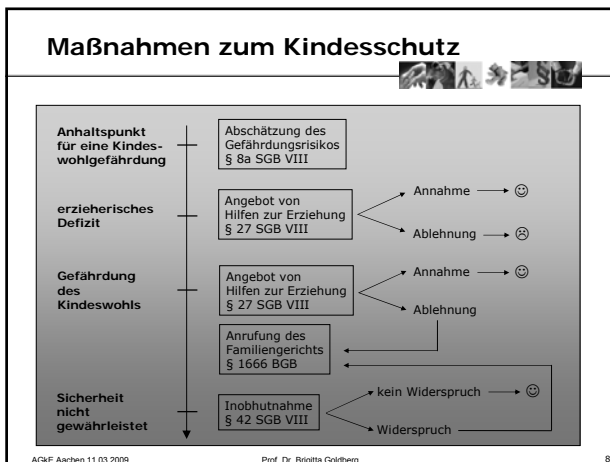 Maßnahmen zum Kindesschutz
Anhaltspunkt
für eine Kindes-
wohlgefährdung
Abschätzung des
Gefährdungsrisikos
§ 8a SGB VIII
erzieherisches
Defizit
Angebot von
Hilfen zur Erziehung
§ 27 SGB VIII
Annahme
Ablehnung
Gefährdung
des
Kindeswohls
Angebot von
Hilfen zur Erziehung
§ 27 SGB VIII
Annahme
Ablehnung
Anrufung des
Familiengerichts
§ 1666 BGB
Sicherheit
nicht
gewährleistet
Inobhutnahme
§ 42 SGB VIII
kein Widerspruch
Widerspruch
AGkE Aachen 11.03.2009
Prof. Dr. Brigitta Goldberg
8